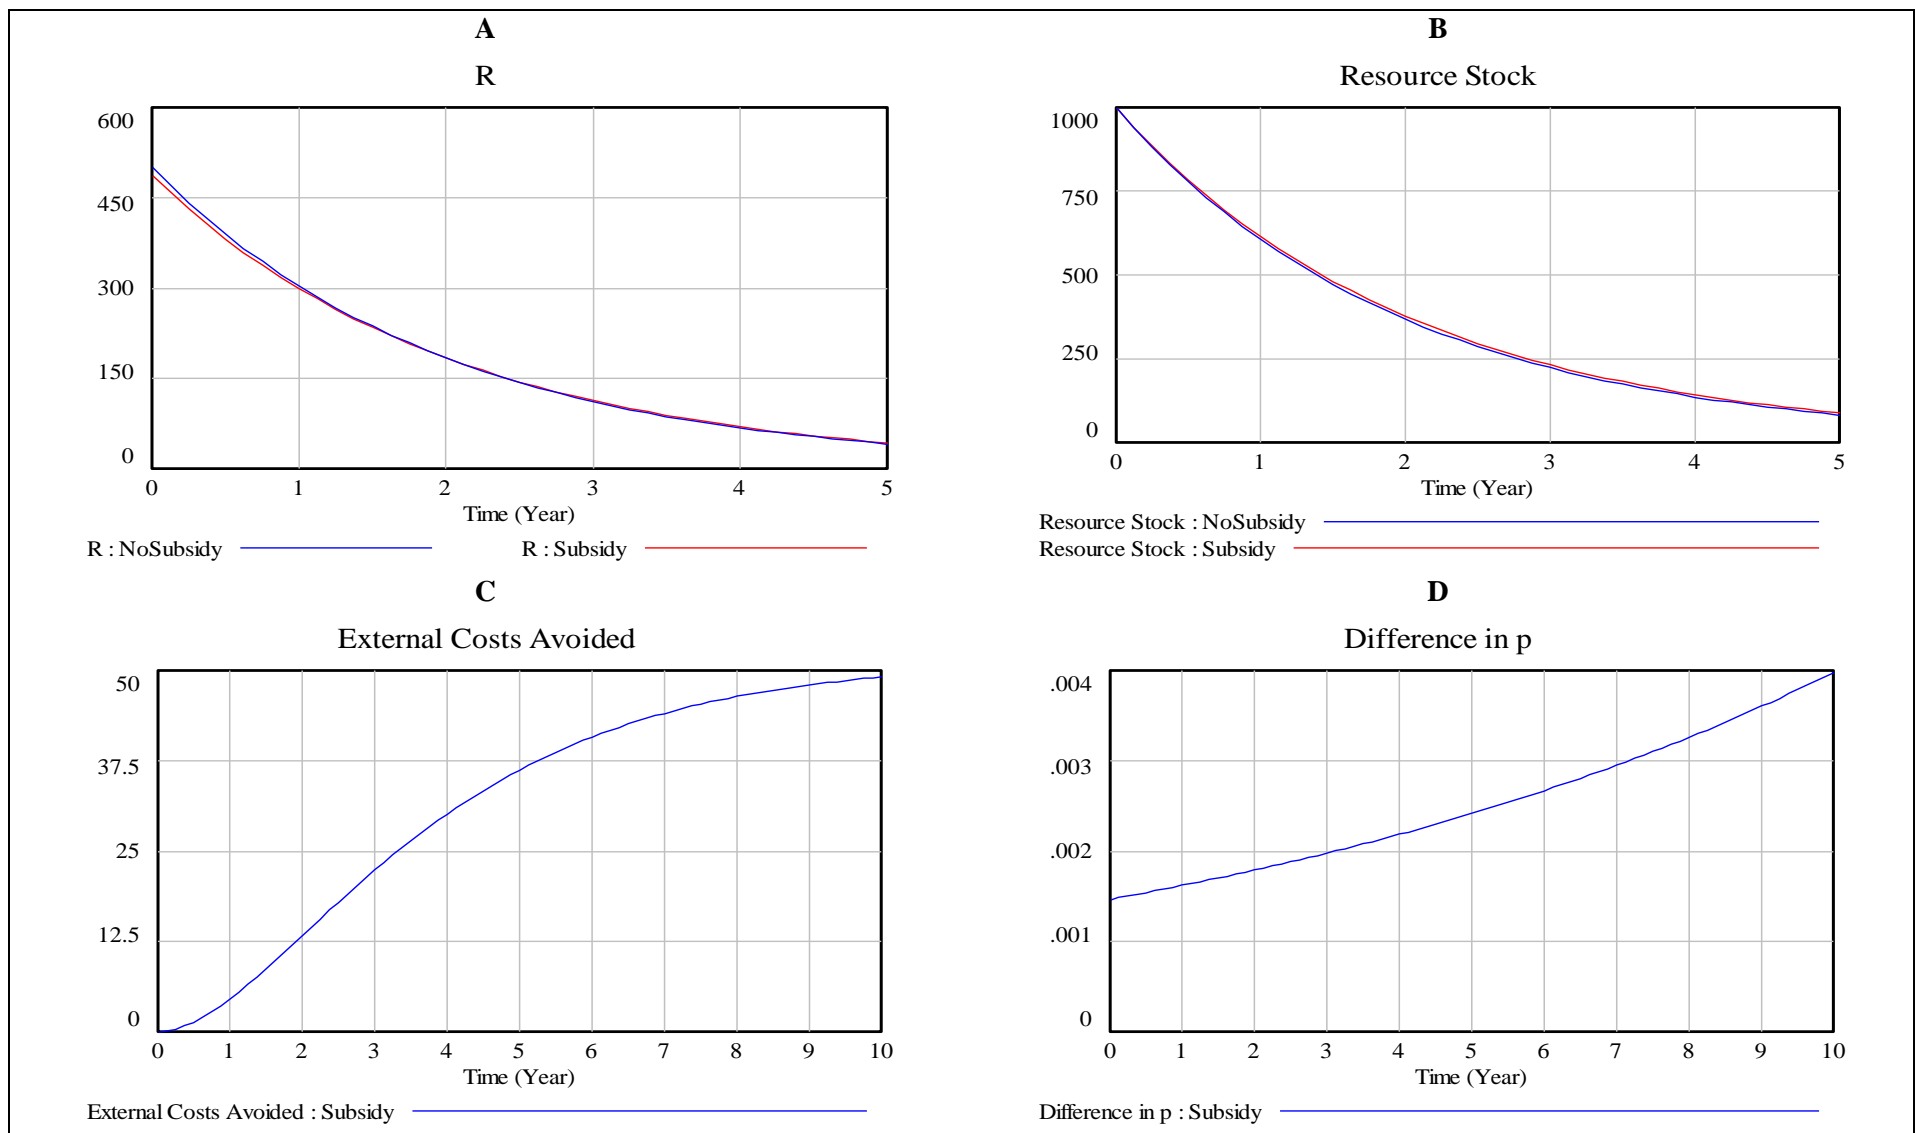 A
R
600
450
300
150
0
0 1 2 3 4 5
Time (Year)
R : NoSubsidy R : Subsidy
B
Resource Stock
1000
750
500
250
0
0 1 2 3 4 5
Time (Year)
Resource Stock : NoSubsidy
Resource Stock : Subsidy
C
External Costs Avoided
50
37.5
25
12.5
0
0 1 2 3 4 5 6 7 8 9 10
Time (Year)
External Costs Avoided : Subsidy
D
Difference in p
.004
.003
.002
.001
0
0 1 2 3 4 5 6 7 8 9 10
Time (Year)
Difference in p : Subsidy